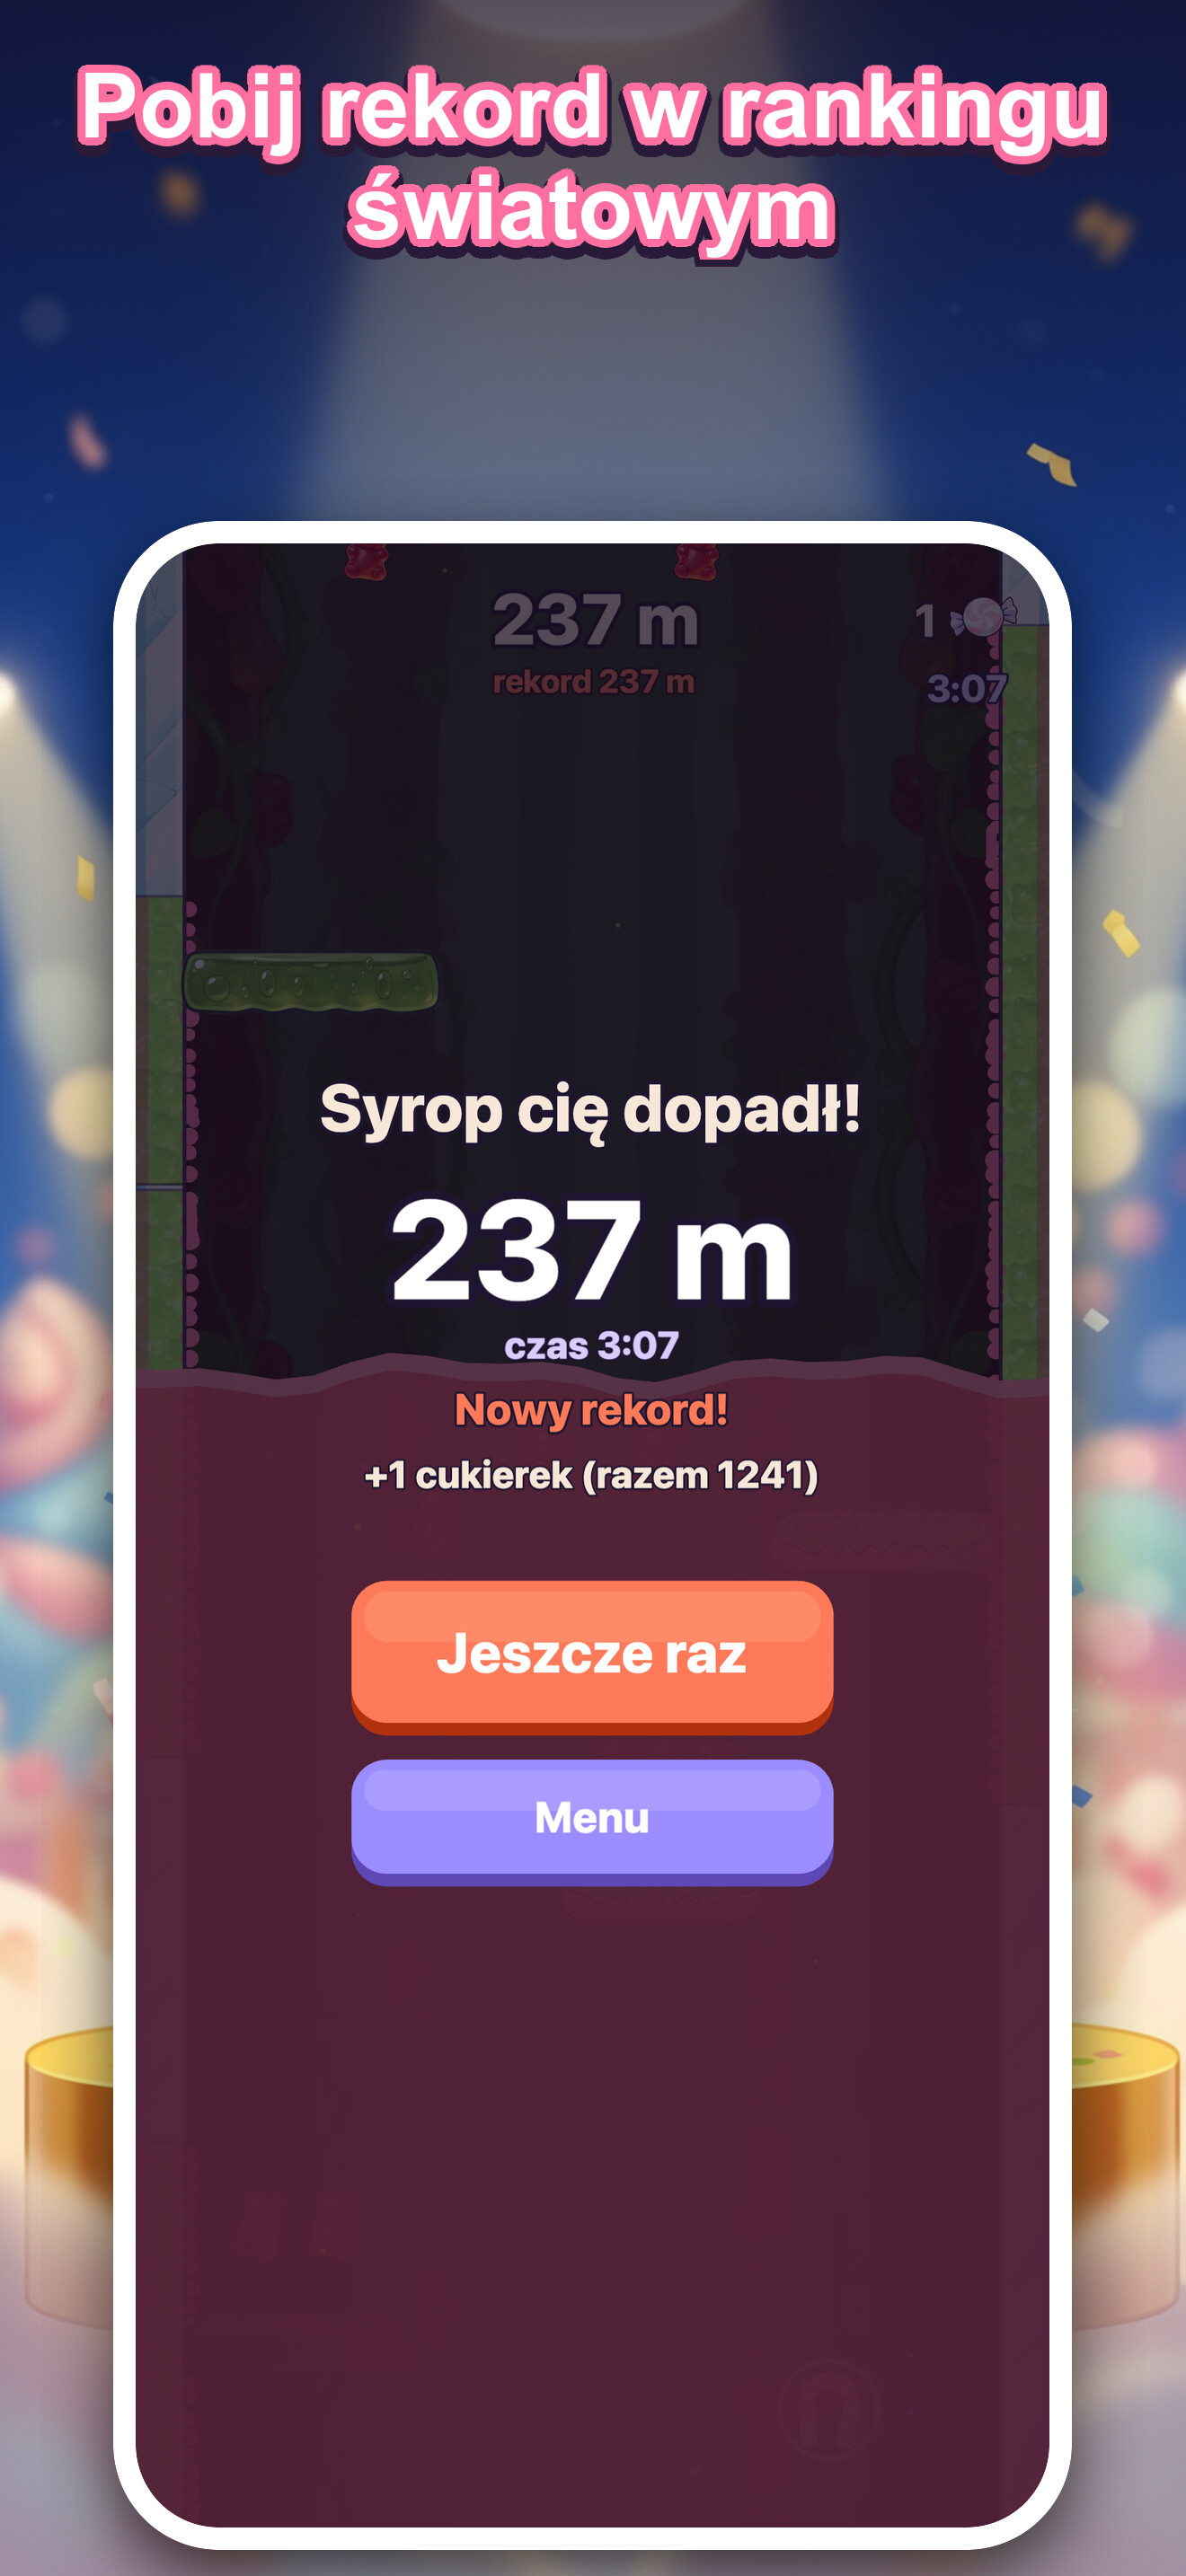 Pobij rekord w rankingu
światowym
237 m
1
rekord 237 m
3:07
Syrop cię dopadł!
237 m
czas 3:07
Nowy rekord!
+1 cukierek (razem 1241)
Jeszcze raz
Menu